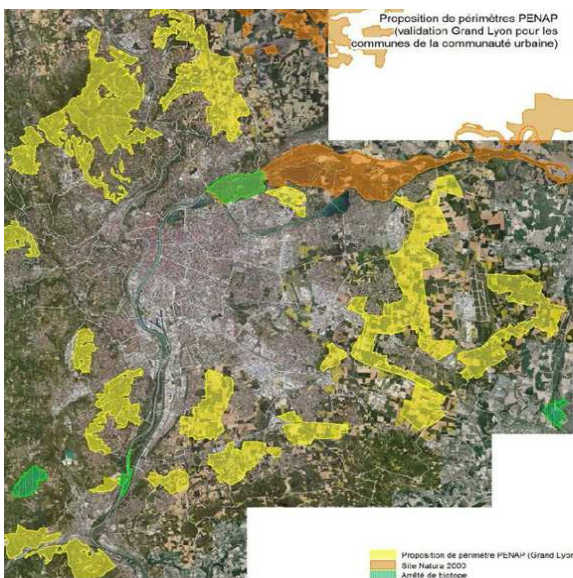 Proposition de périmètres PENAP
(validation Grand Lyon pour les
communes de la communauté urbaine)
Proposition de périmètre PENAP (Grand Lyon
Site Natura 2000
Arrêté de biotope